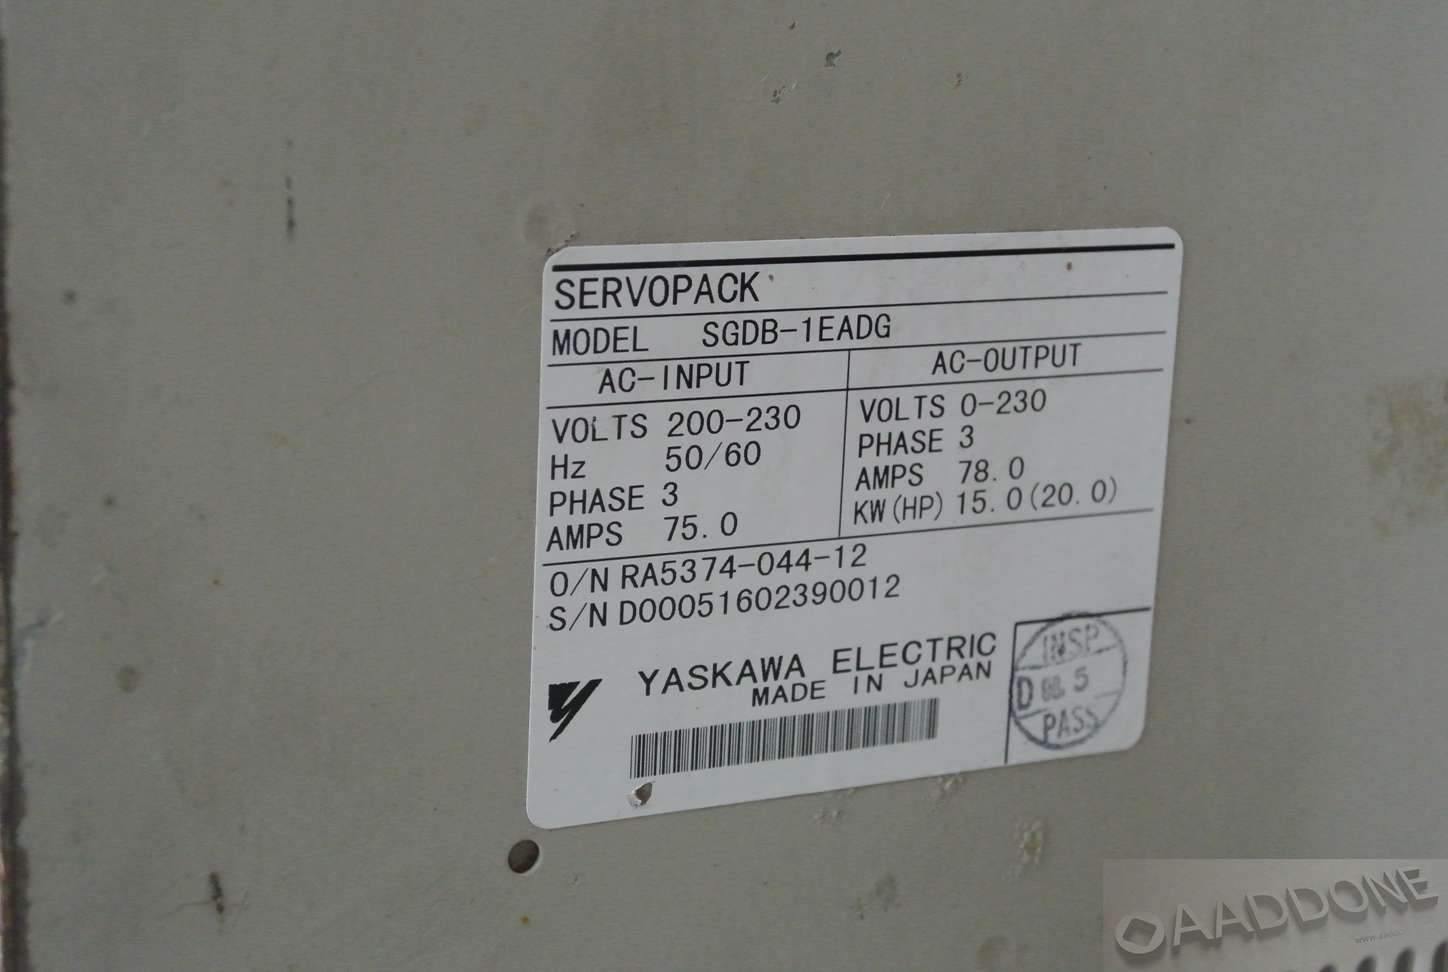 SERVOPACK
MODEL SGDB-1EADG
AC-INPUT
VOLTS 200-230
Hz 50/60
PHASE 3
AMPS 75.0
AC-OUTPUT
VOLTS 0-230
PHASE 3
AMPS 78.0
KW(HP) 15.0(20.0)
O/N RA5374-044-12
S/N D00051602390012
YASKAWA ELECTRIC
MADE IN JAPAN
INSP
D 5
PASS
AADDONE